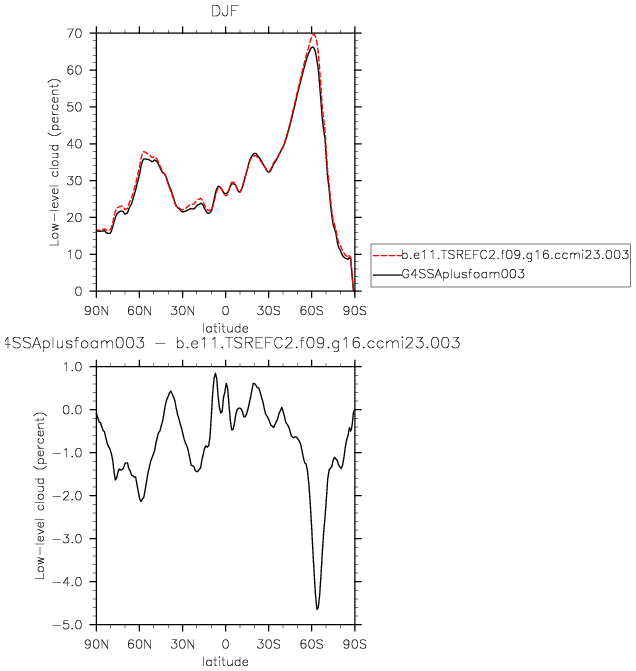 DJF
70
60
50
40
30
20
10
0
Low-level cloud (percent)
90N 60N 30N 0 30S 60S 90S
latitude
b.e11.TSREFC2.f09.g16.ccmi23.003
G4SSAplusfoam003
4SSAplusfoam003 - b.e11.TSREFC2.f09.g16.ccmi23.003
1.0
0.0
-1.0
-2.0
-3.0
-4.0
-5.0
Low-level cloud (percent)
90N 60N 30N 0 30S 60S 90S
latitude